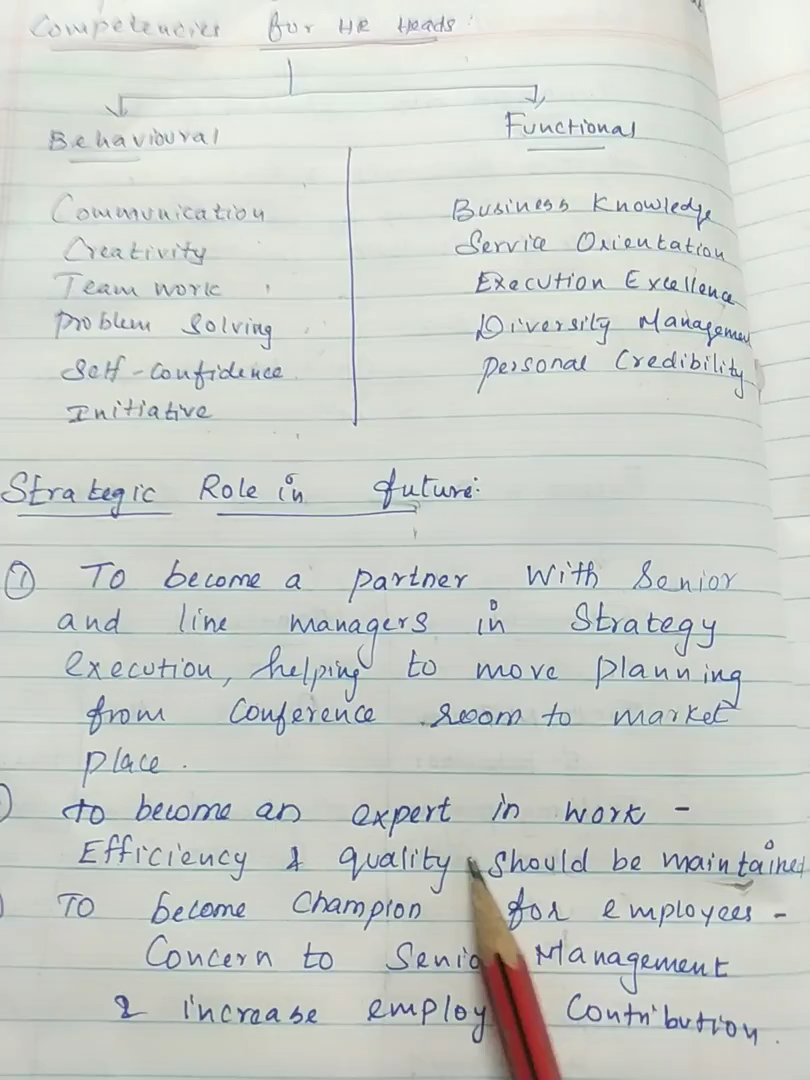 Competencies for HR Heads:
Behavioural
Functional
Communication
Creativity
Team work
Problem Solving
Self-confidence
Initiative
Business Knowledge
Service Orientation
Execution Excellence
Diversity Managemen
Personal Credibility
Strategic Role in future:
① To become a partner with Senior
and line managers in Strategy
execution, helping to move planning
from conference room to market
place.
to become an expert in work -
Efficiency & quality should be maintained
To become Champion for employees -
Concern to Senio Management
& increase employ Contribution.